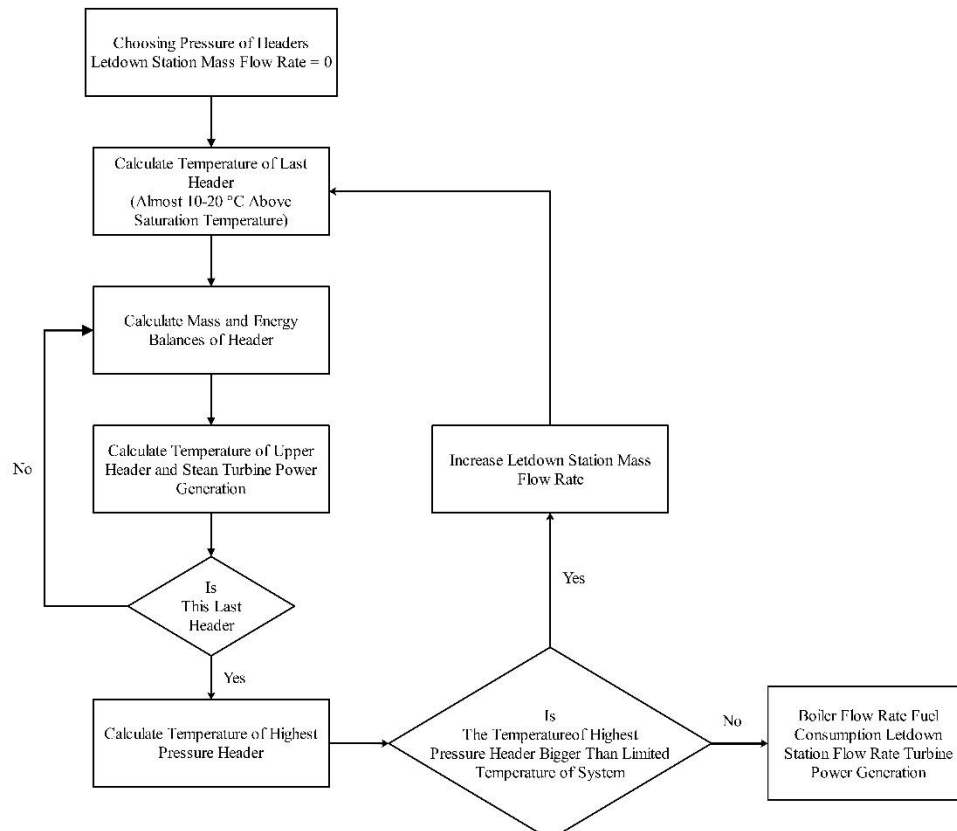 Choosing Pressure of Headers
Letdown Station Mass Flow Rate = 0
Calculate Temperature of Last
Header
(Almost 10-20 °C Above
Saturation Temperature)
Calculate Mass and Energy
Balances of Header
Calculate Temperature of Upper
Header and Stean Turbine Power
Generation
No
Is
This Last
Header
Yes
Calculate Temperature of Highest
Pressure Header
Increase Letdown Station Mass
Flow Rate
Yes
Is
The Temperatureof Highest
Pressure Header Bigger Than Limited
Temperature of System
No
Boiler Flow Rate Fuel
Consumption Letdown
Station Flow Rate Turbine
Power Generation